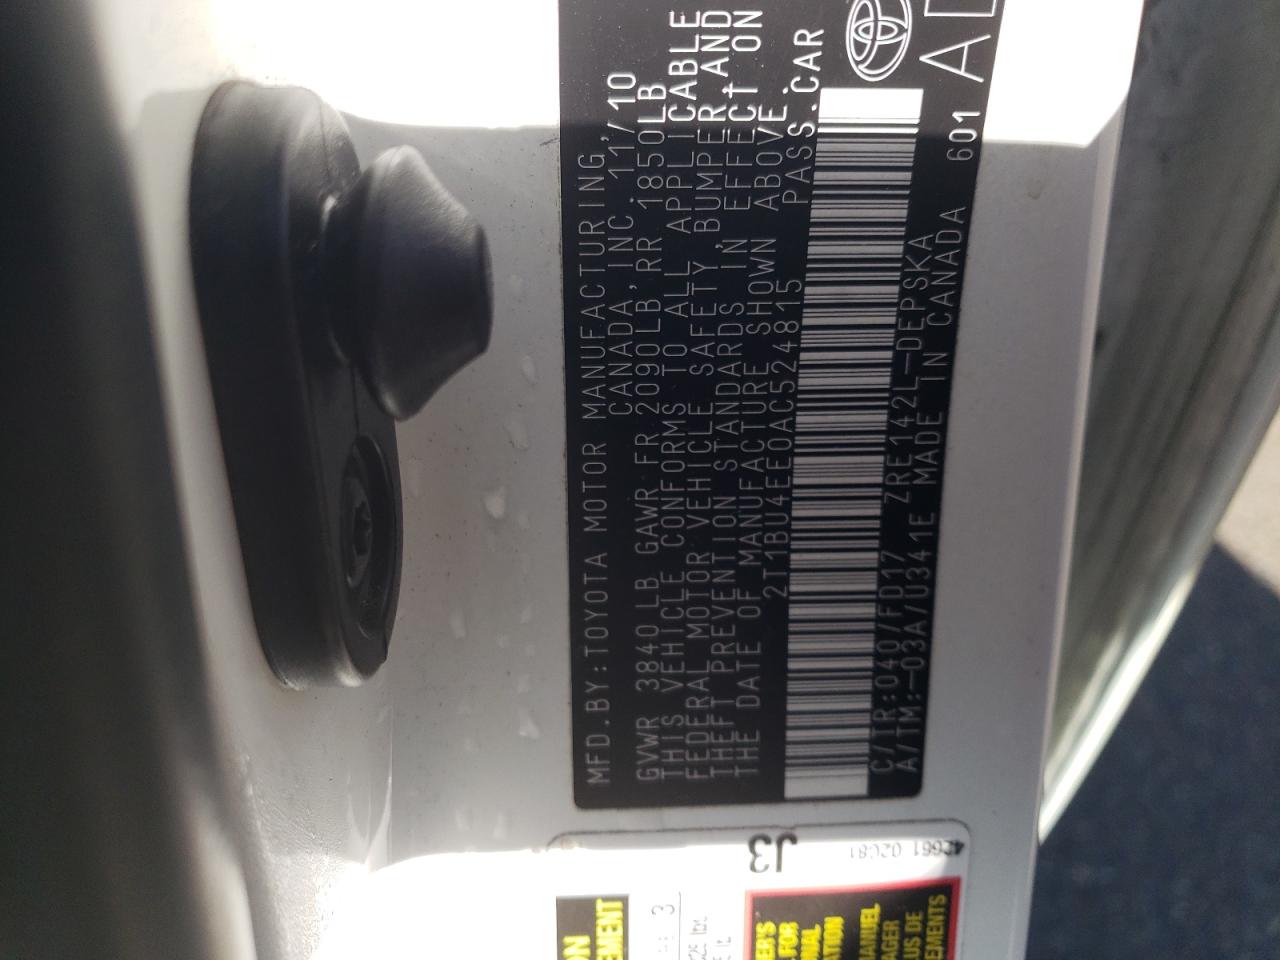 MFD.BY:TOYOTA MOTOR MANUFACTURING,
CANADA,INC. 11/10
GVWR 3840 LB GAWR FR 2090LB,RR 1850LB
THIS VEHICLE CONFORMS TO ALL APPLICABLE
FEDERAL MOTOR VEHICLE SAFETY,BUMPER,AND
THEFT PREVENTION STANDARDS IN EFFECT ON
THE DATE OF MANUFACTURE SHOWN ABOVE.
2T1BU4EE0AC524815 PASS.CAR
C/TR:040/FD17 ZRE142L-DEPSKA
A/TM:-03A/U341E MADE IN CANADA 601
J3
42661 02C81